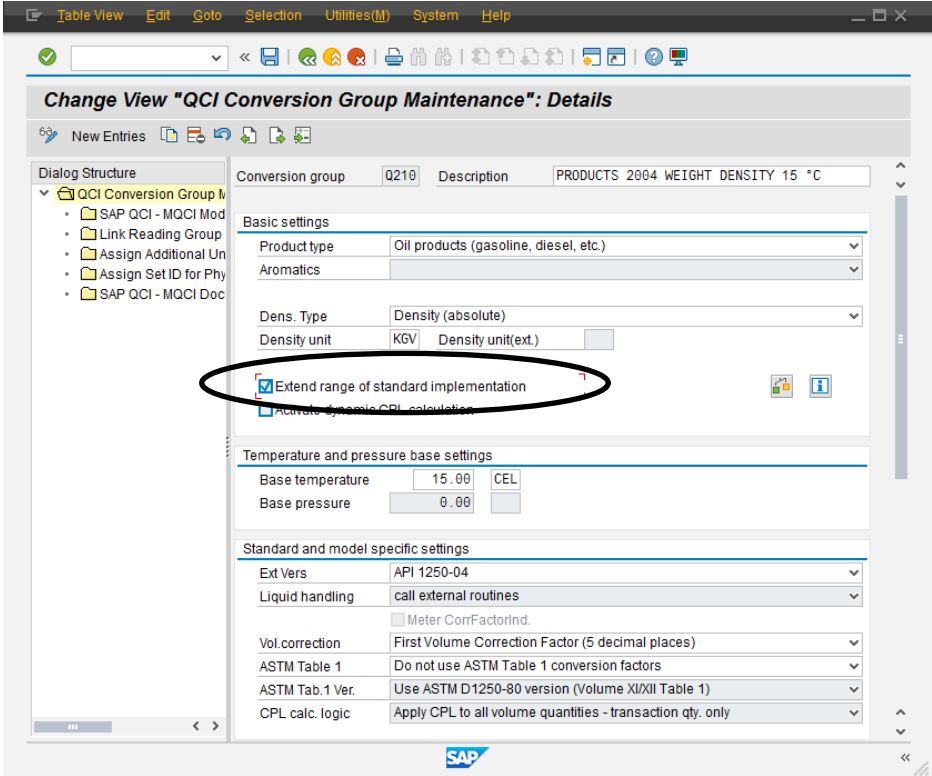 Table View Edit Goto Selection Utilities(M) System Help
Change View "QCI Conversion Group Maintenance": Details
New Entries
Dialog Structure
QCI Conversion Group M
SAP QCI - MQCI Mod
Link Reading Group
Assign Additional Un
Assign Set ID for Phy
SAP QCI - MQCI Doc
Conversion group Q210 Description PRODUCTS 2004 WEIGHT DENSITY 15 °C
Basic settings
Product type Oil products (gasoline, diesel, etc.)
Aromatics
Dens. Type Density (absolute)
Density unit KGV Density unit(ext.)
Extend range of standard implementation
Activate dynamic CPL calculation
Temperature and pressure base settings
Base temperature 15.00 CEL
Base pressure 0.00
Standard and model specific settings
Ext Vers API 1250-04
Liquid handling call external routines
Meter CorrFactorInd.
Vol.correction First Volume Correction Factor (5 decimal places)
ASTM Table 1 Do not use ASTM Table 1 conversion factors
ASTM Tab.1 Ver. Use ASTM D1250-80 version (Volume XI/XII Table 1)
CPL calc. logic Apply CPL to all volume quantities - transaction qty. only
SAP